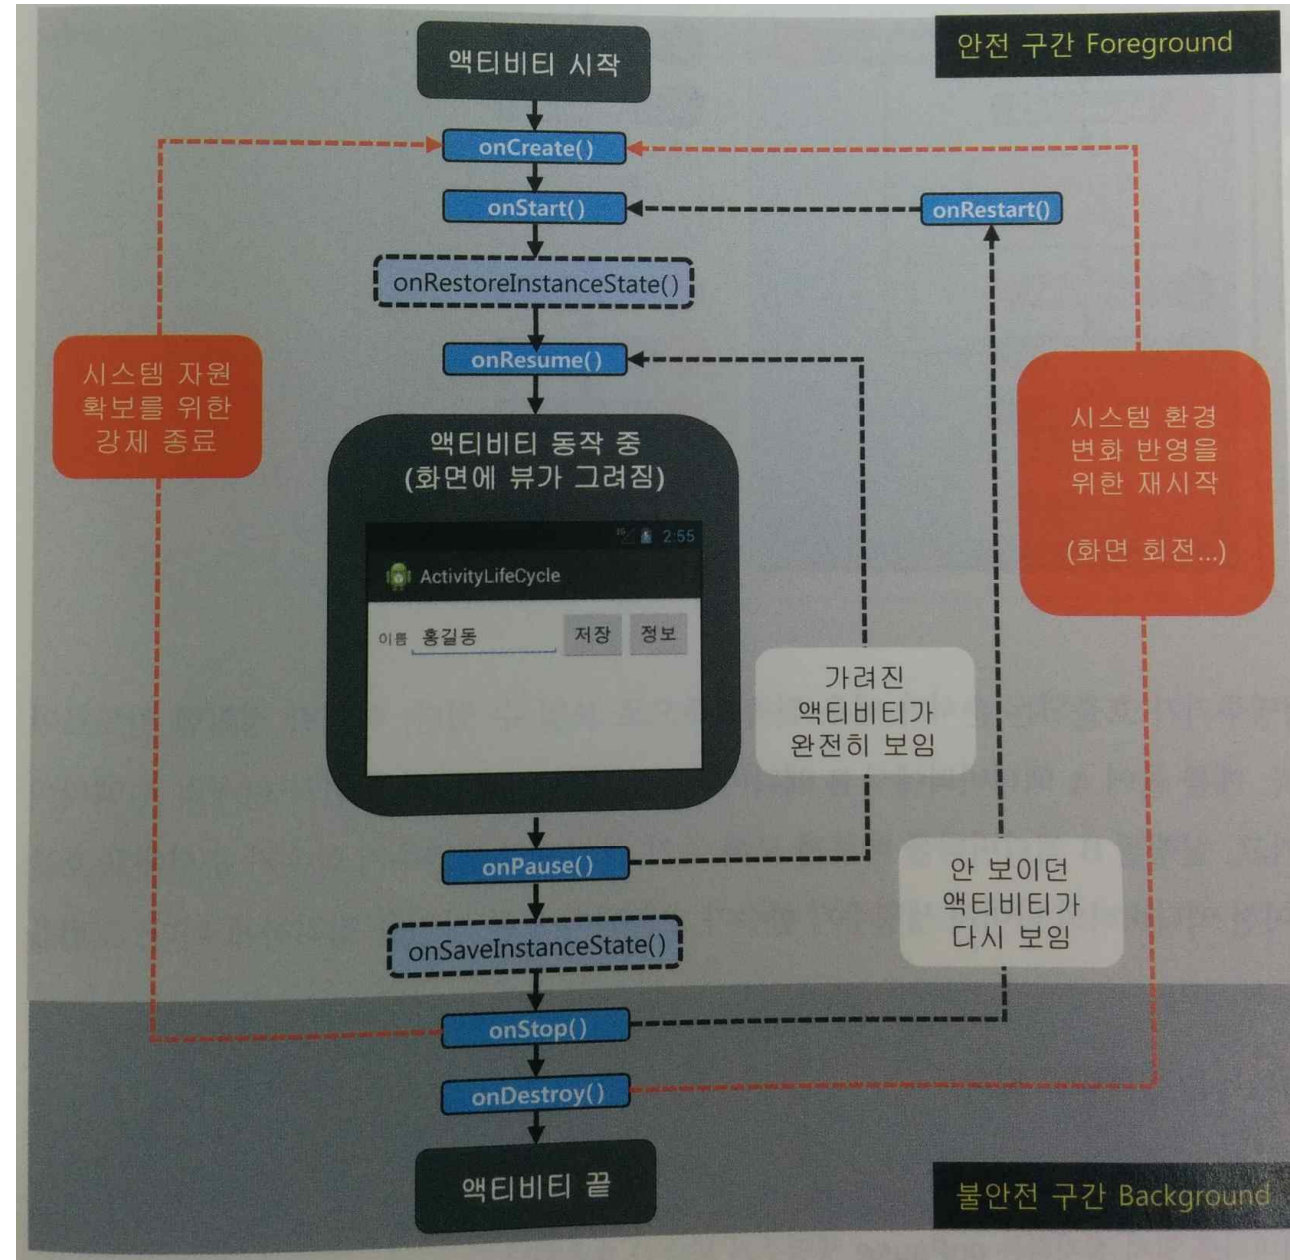 안전 구간 Foreground
액티비티 시작
onCreate()
onStart()
onRestart()
onRestoreInstanceState()
onResume()
시스템 자원
확보를 위한
강제 종료
시스템 환경
변화 반영을
위한 재시작
(화면 회전...)
액티비티 동작 중
(화면에 뷰가 그려짐)
2:55
ActivityLifeCycle
이름 홍길동 저장 정보
가려진
액티비티가
완전히 보임
onPause()
안 보이던
액티비티가
다시 보임
onSaveInstanceState()
onStop()
onDestroy()
액티비티 끝
불안전 구간 Background